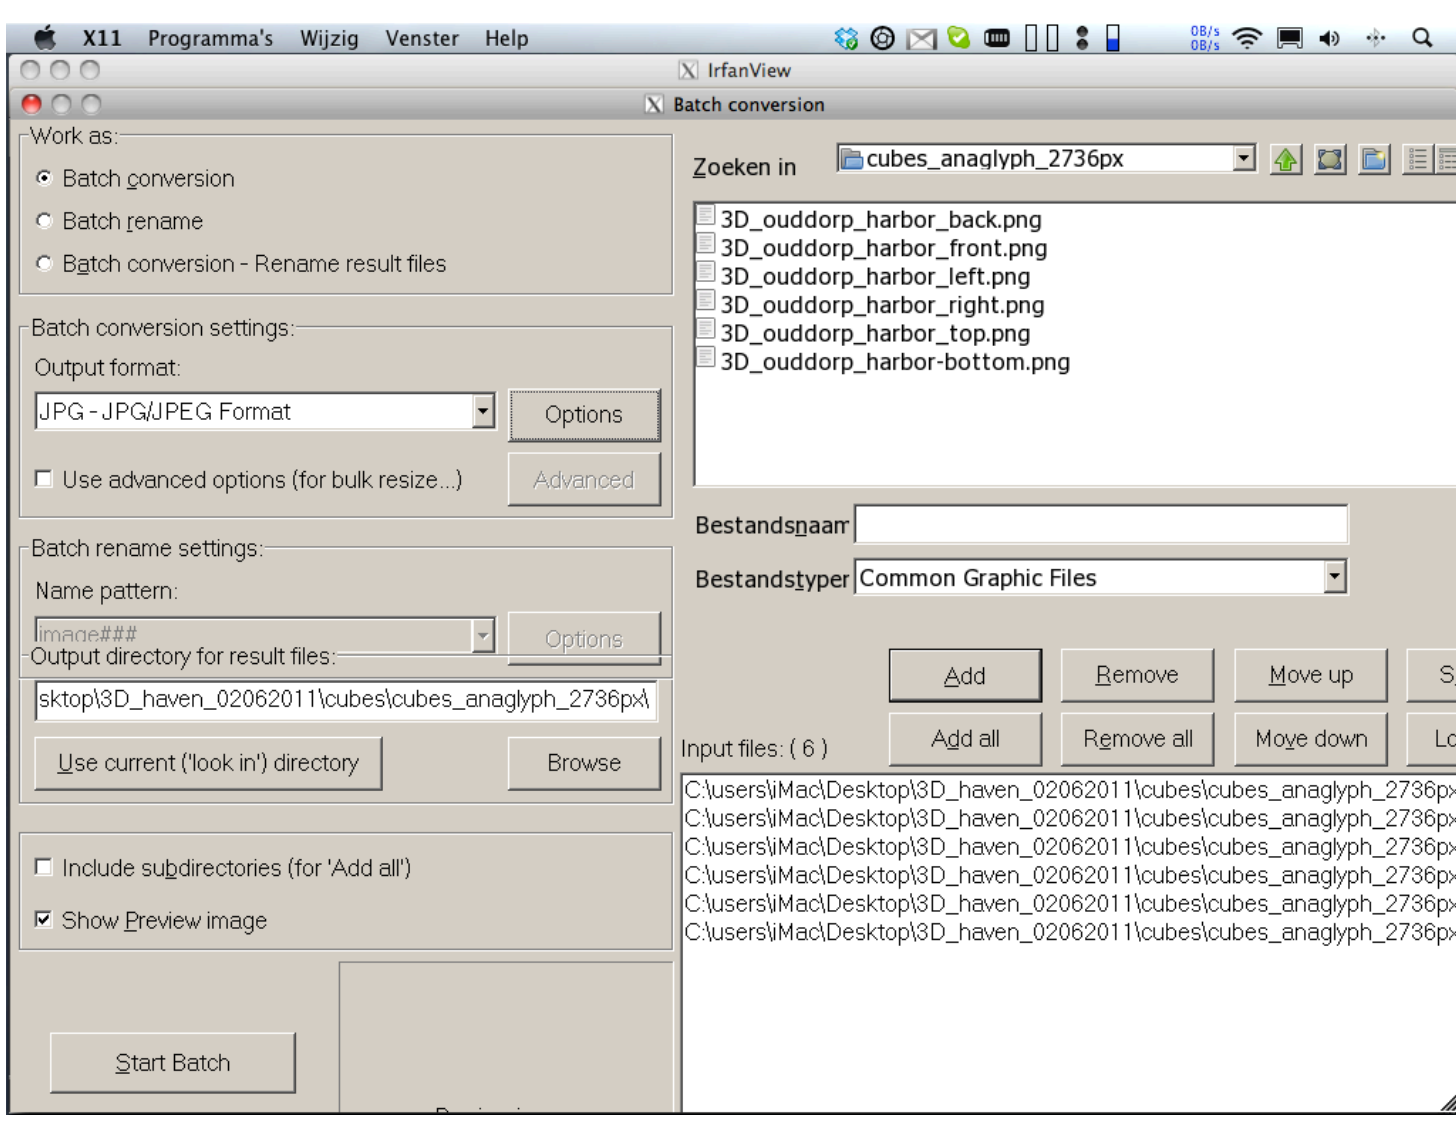 X11 Programma's Wijzig Venster Help 0B/s
0B/s
X IrfanView
X Batch conversion
Work as:
Batch conversion
Batch rename
Batch conversion - Rename result files
Batch conversion settings:
Output format:
JPG - JPG/JPEG Format Options
Use advanced options (for bulk resize...) Advanced
Batch rename settings:
Name pattern:
image### Options
Output directory for result files:
sktop\3D_haven_02062011\cubes\cubes_anaglyph_2736px\
Use current ('look in') directory Browse
Include subdirectories (for 'Add all')
Show Preview image
Start Batch
Zoeken in cubes_anaglyph_2736px
3D_ouddorp_harbor_back.png
3D_ouddorp_harbor_front.png
3D_ouddorp_harbor_left.png
3D_ouddorp_harbor_right.png
3D_ouddorp_harbor_top.png
3D_ouddorp_harbor-bottom.png
Bestandsnaam
Bestandstyper Common Graphic Files
Add Remove Move up
Input files: ( 6 ) Add all Remove all Move down
C:\users\iMac\Desktop\3D_haven_02062011\cubes\cubes_anaglyph_2736px
C:\users\iMac\Desktop\3D_haven_02062011\cubes\cubes_anaglyph_2736px
C:\users\iMac\Desktop\3D_haven_02062011\cubes\cubes_anaglyph_2736px
C:\users\iMac\Desktop\3D_haven_02062011\cubes\cubes_anaglyph_2736px
C:\users\iMac\Desktop\3D_haven_02062011\cubes\cubes_anaglyph_2736px
C:\users\iMac\Desktop\3D_haven_02062011\cubes\cubes_anaglyph_2736px